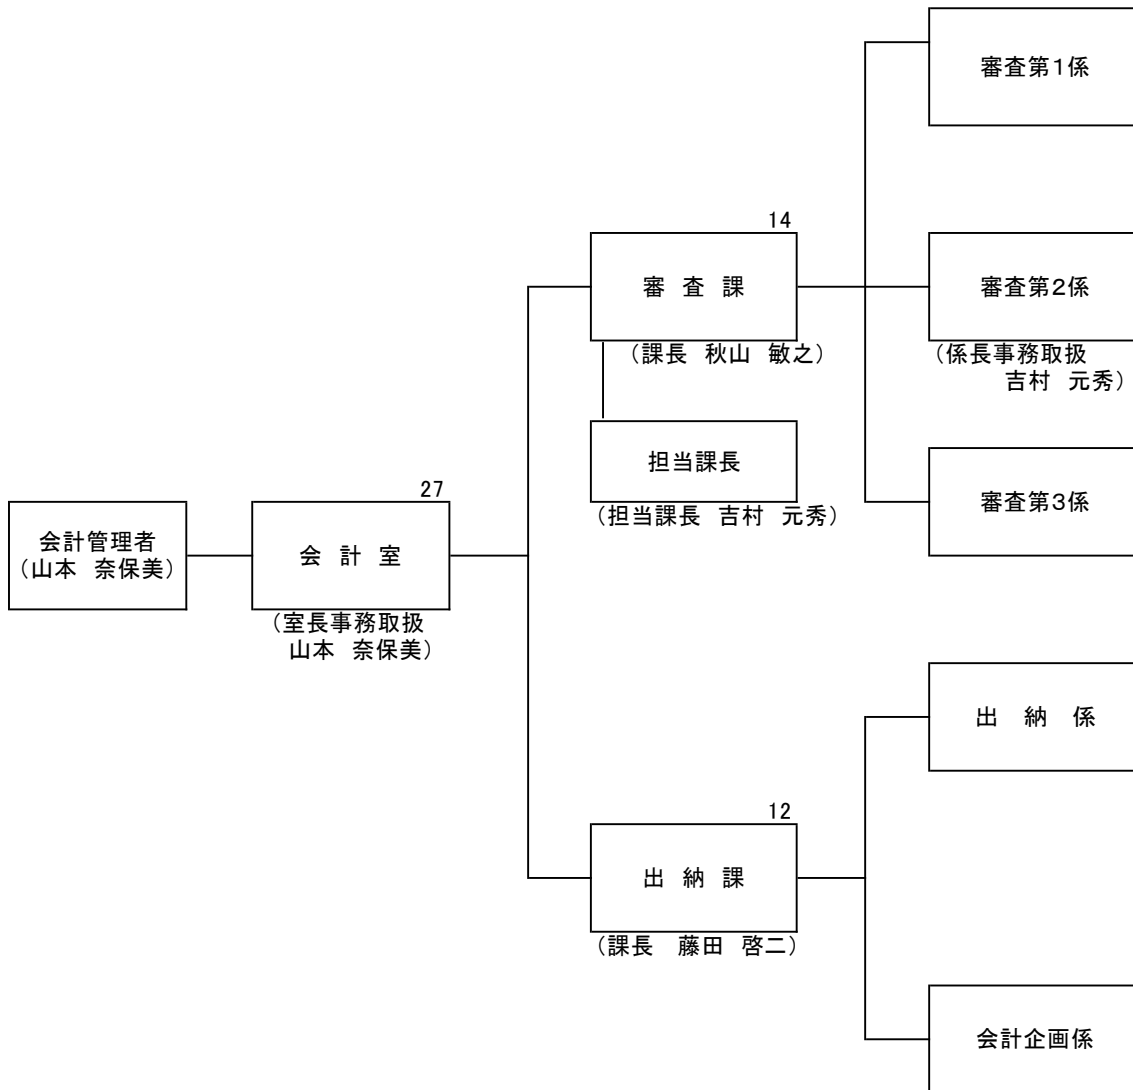 審査第1係
14
審 査 課
(課長 秋山 敏之)
審査第2係
(係長事務取扱
吉村 元秀)
担当課長
(担当課長 吉村 元秀)
審査第3係
会計管理者
(山本 奈保美)
27
会 計 室
(室長事務取扱
山本 奈保美)
出 納 係
12
出 納 課
(課長 藤田 啓二)
会計企画係